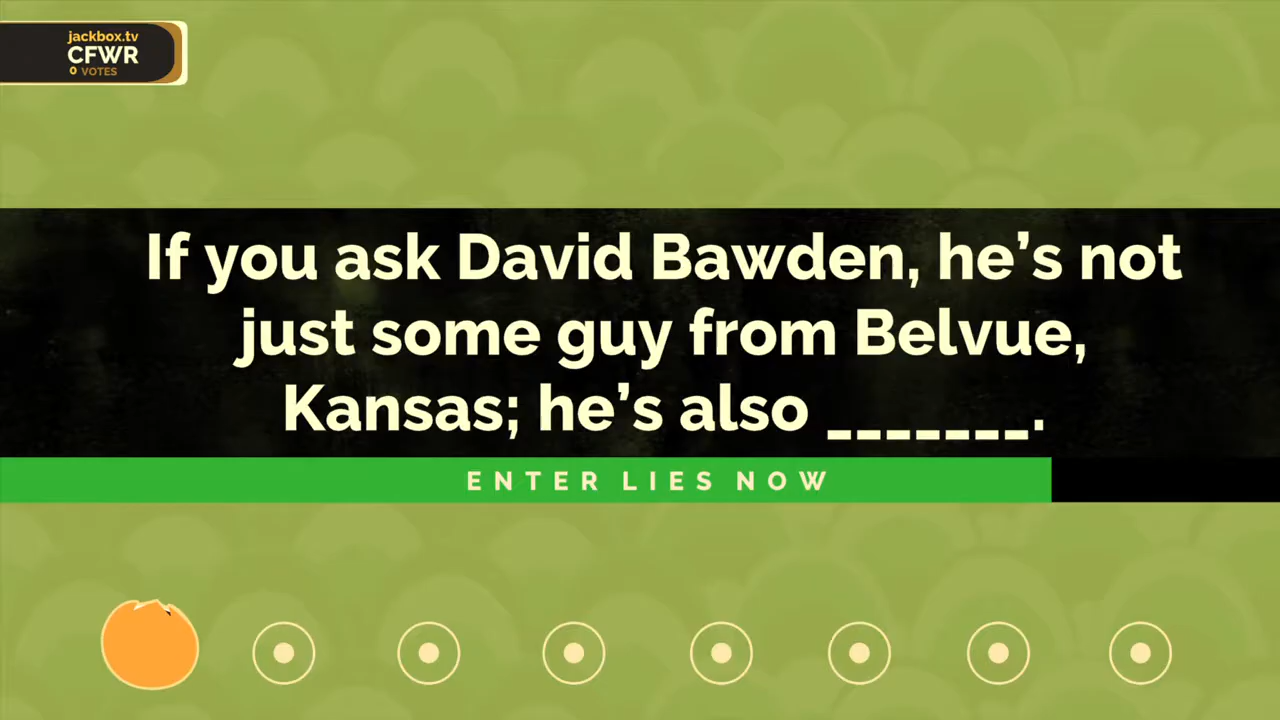 jackbox.tv
CFWR
0 VOTES
If you ask David Bawden, he's not
just some guy from Belvue,
Kansas; he's also _______.
ENTER LIES NOW